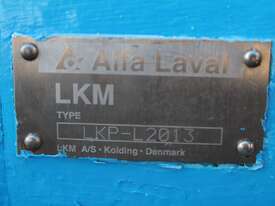 Alfa Laval
LKM
TYPE
LKP-L2013
LKM A/S • Kolding • Denmark